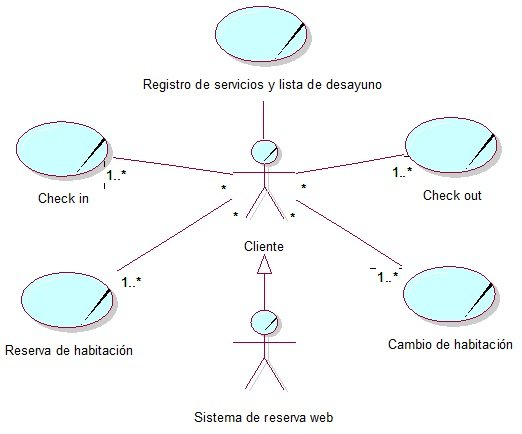 Registro de servicios y lista de desayuno
1..*
1..*
Check in
*
*
Check out
*
*
Cliente
1..*
1..*
Reserva de habitación
Cambio de habitación
Sistema de reserva web